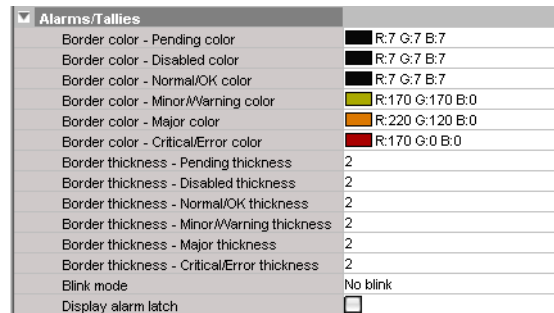 Alarms/Tallies
Border color - Pending color R:7 G:7 B:7
Border color - Disabled color R:7 G:7 B:7
Border color - Normal/OK color R:7 G:7 B:7
Border color - Minor/Warning color R:170 G:170 B:0
Border color - Major color R:220 G:120 B:0
Border color - Critical/Error color R:170 G:0 B:0
Border thickness - Pending thickness 2
Border thickness - Disabled thickness 2
Border thickness - Normal/OK thickness 2
Border thickness - Minor/Warning thickness 2
Border thickness - Major thickness 2
Border thickness - Critical/Error thickness 2
Blink mode No blink
Display alarm latch